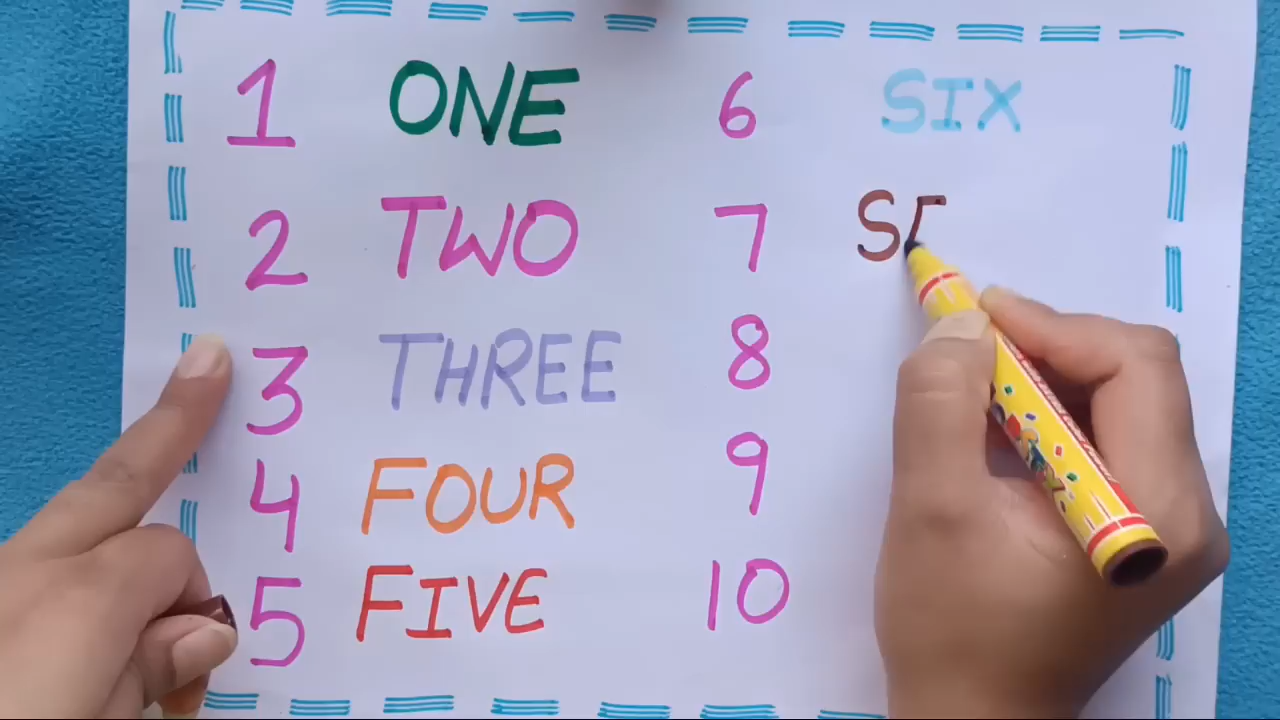 1 ONE 6 SIX
2 TWO 7 S
3 THREE 8
4 FOUR 9
5 FIVE 10